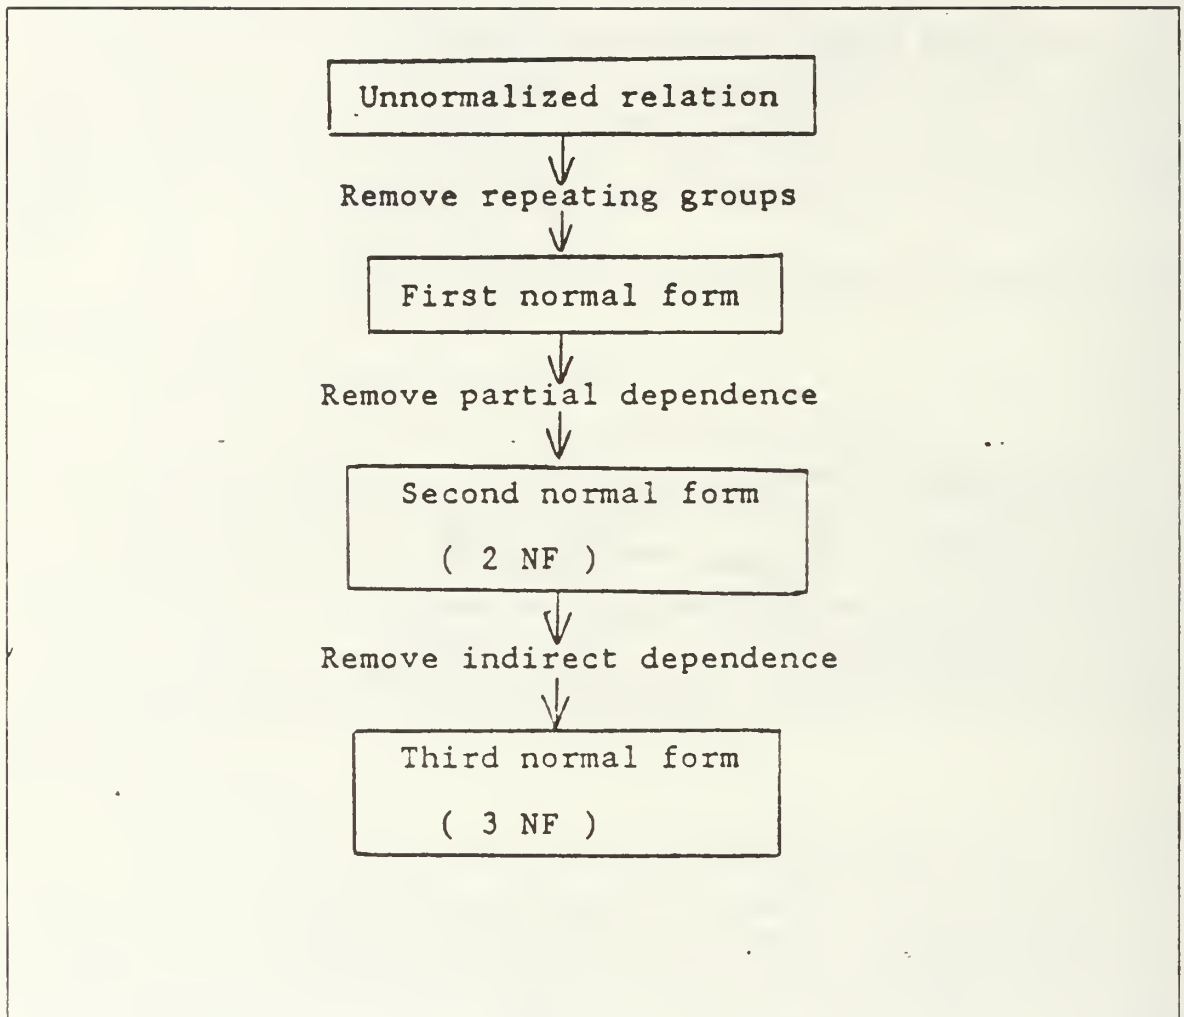 Unnormalized relation
Remove repeating groups
First normal form
Remove partial dependence
Second normal form
( 2 NF )
Remove indirect dependence
Third normal form
( 3 NF )